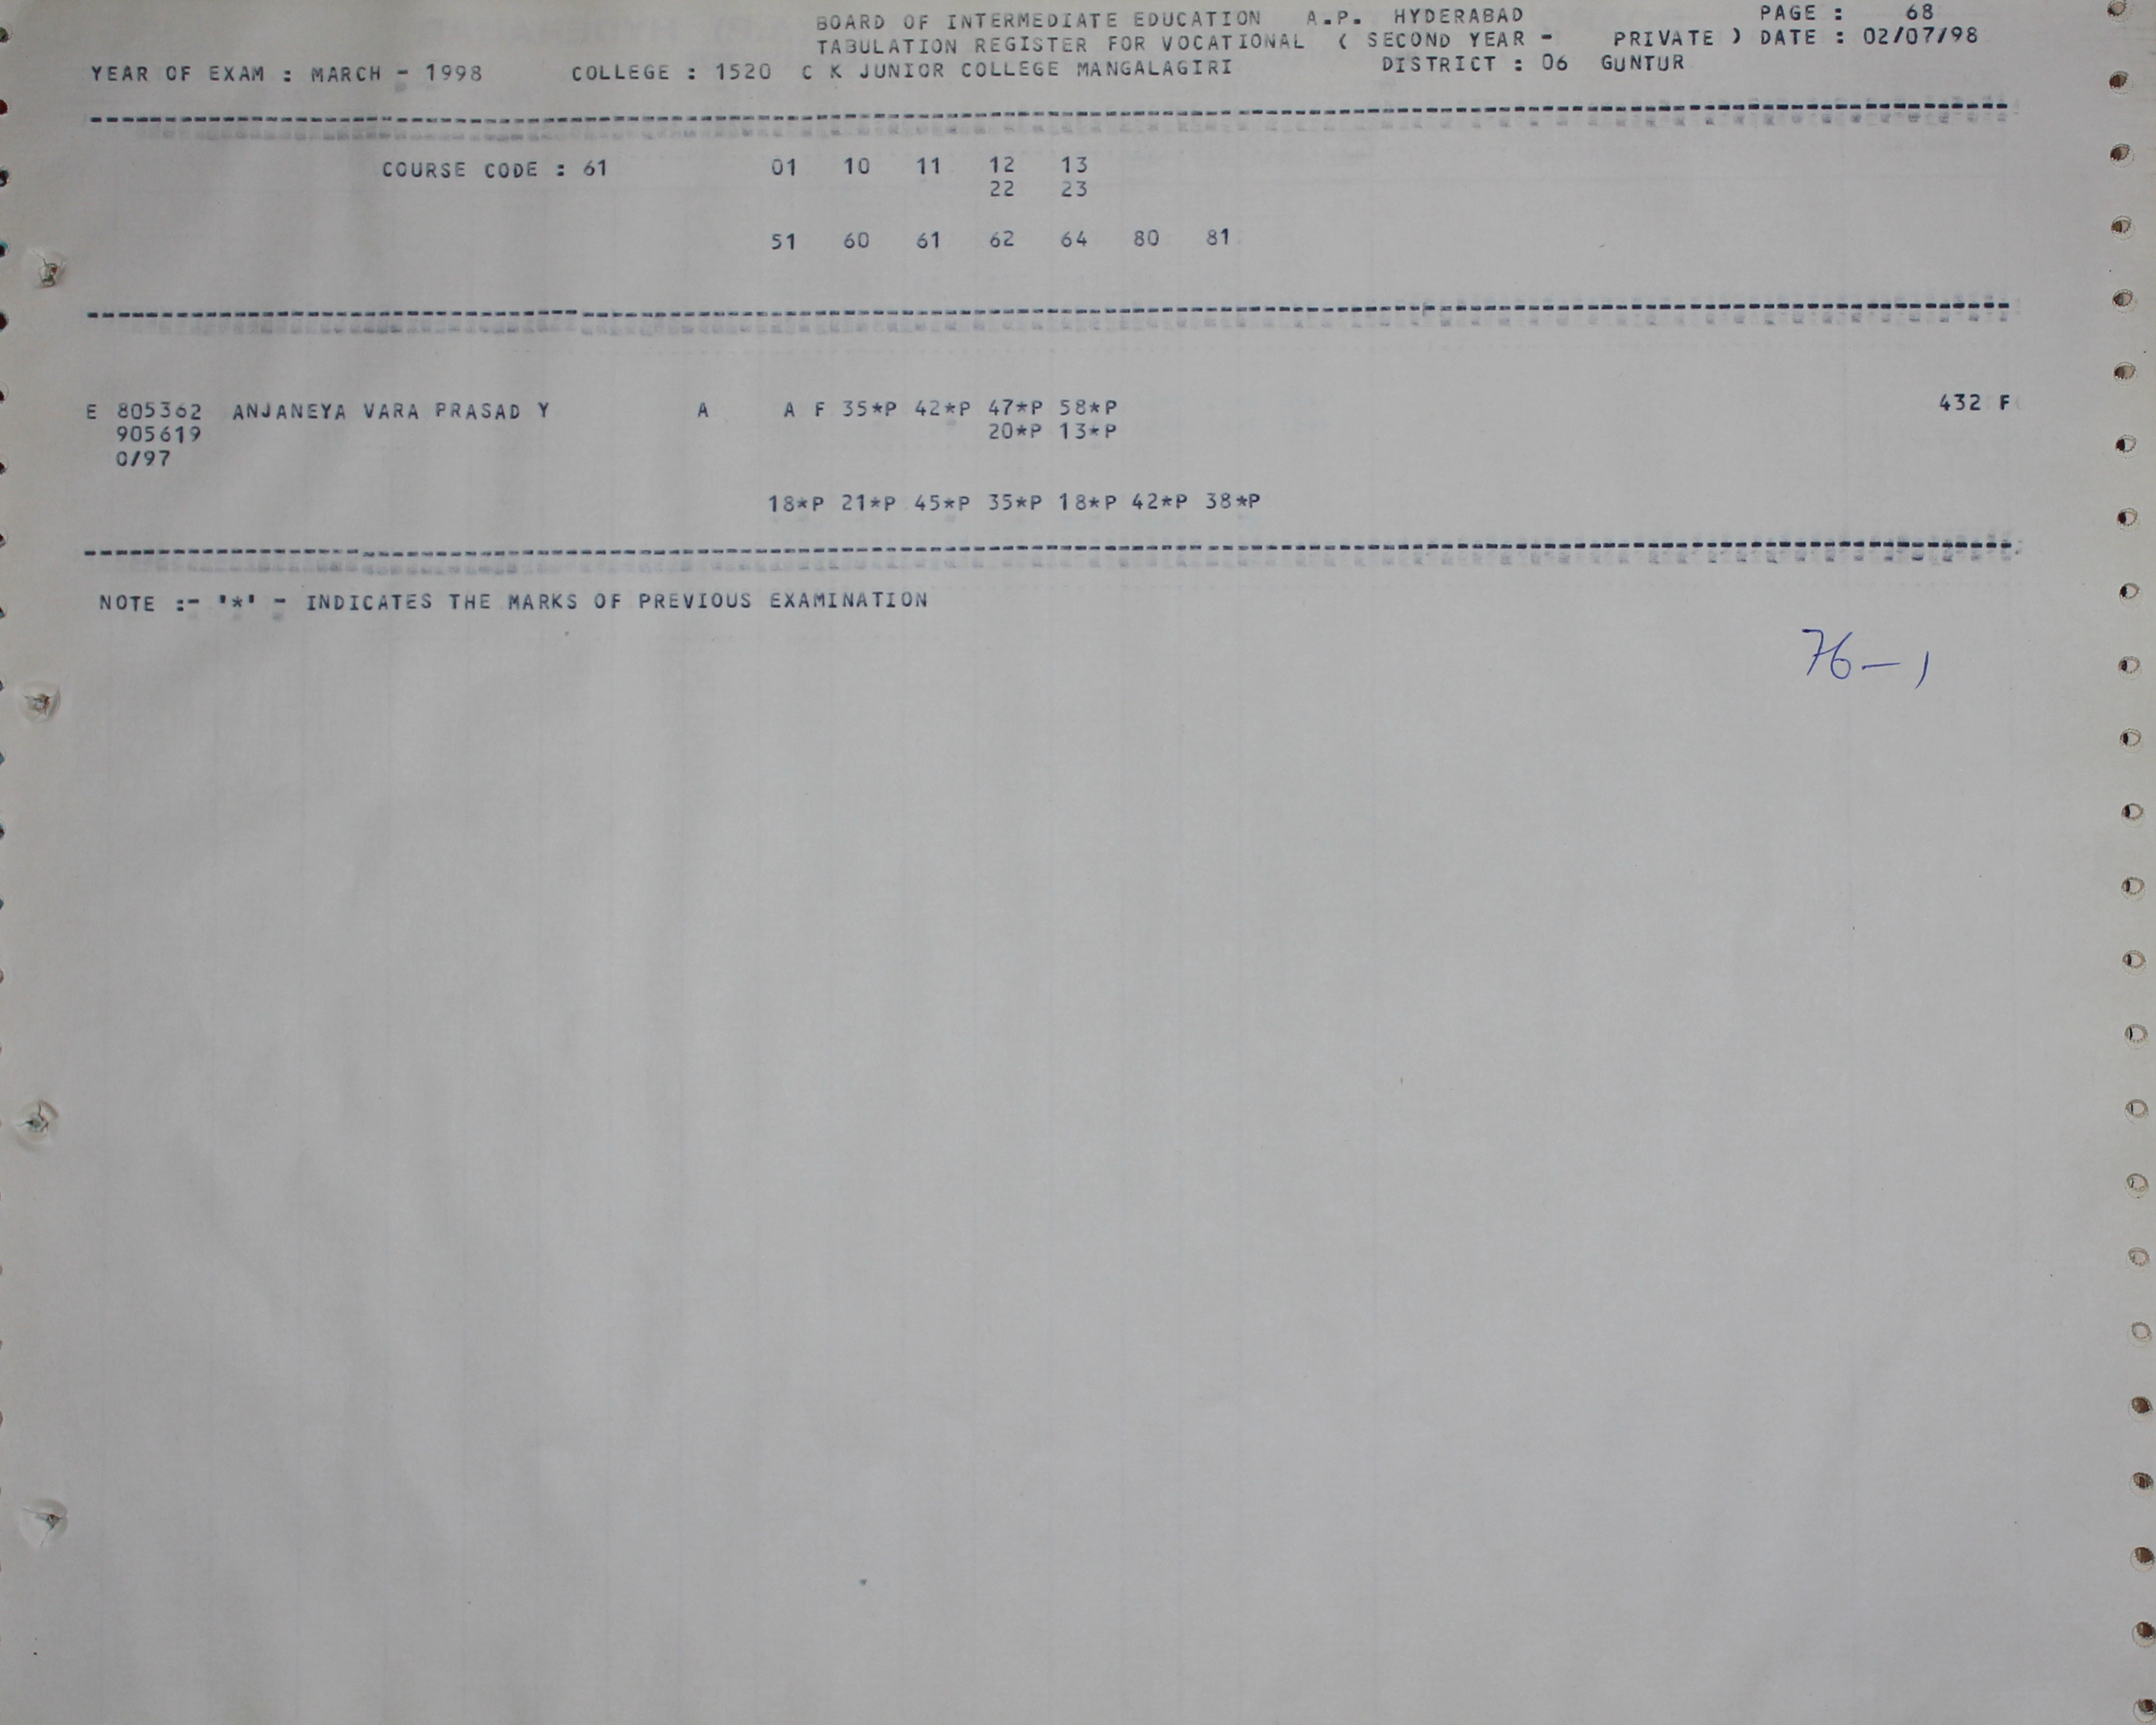 BOARD OF INTERMEDIATE EDUCATION A.P. HYDERABAD PAGE : 68
TABULATION REGISTER FOR VOCATIONAL ( SECOND YEAR - PRIVATE ) DATE : 02/07/98
YEAR OF EXAM : MARCH - 1998 COLLEGE : 1520 C K JUNIOR COLLEGE MANGALAGIRI DISTRICT : 06 GUNTUR
COURSE CODE : 61 01 10 11 12 13
22 23
51 60 61 62 64 80 81
E 805362 ANJANEYA VARA PRASAD Y A A F 35*P 42*P 47*P 58*P 432 F
905619 20*P 13*P
0/97
18*P 21*P 45*P 35*P 18*P 42*P 38*P
NOTE :- '*' - INDICATES THE MARKS OF PREVIOUS EXAMINATION
76-1